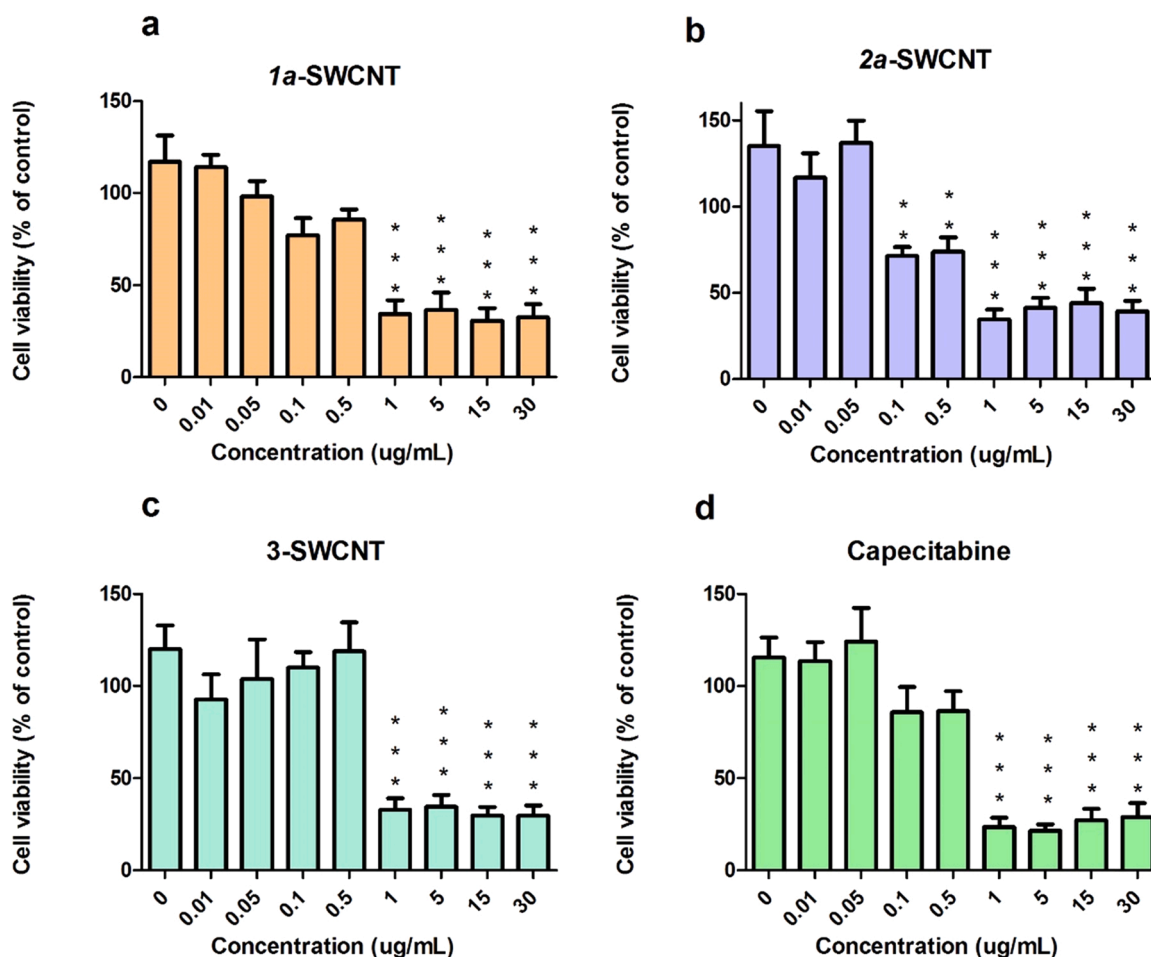 a
1a-SWCNT
Cell viability (% of control)
150
100
50
0
* * * *
* * * *
* * * *
0 0.01 0.05 0.1 0.5 1 5 15 30
Concentration (ug/mL)
b
2a-SWCNT
Cell viability (% of control)
150
100
50
0
* * * * * *
* * * * * *
* * * *
0 0.01 0.05 0.1 0.5 1 5 15 30
Concentration (ug/mL)
c
3-SWCNT
Cell viability (% of control)
150
100
50
0
* * * *
* * * *
* * * *
0 0.01 0.05 0.1 0.5 1 5 15 30
Concentration (ug/mL)
d
Capecitabine
Cell viability (% of control)
150
100
50
0
* * * *
* * * *
* * * *
0 0.01 0.05 0.1 0.5 1 5 15 30
Concentration (ug/mL)